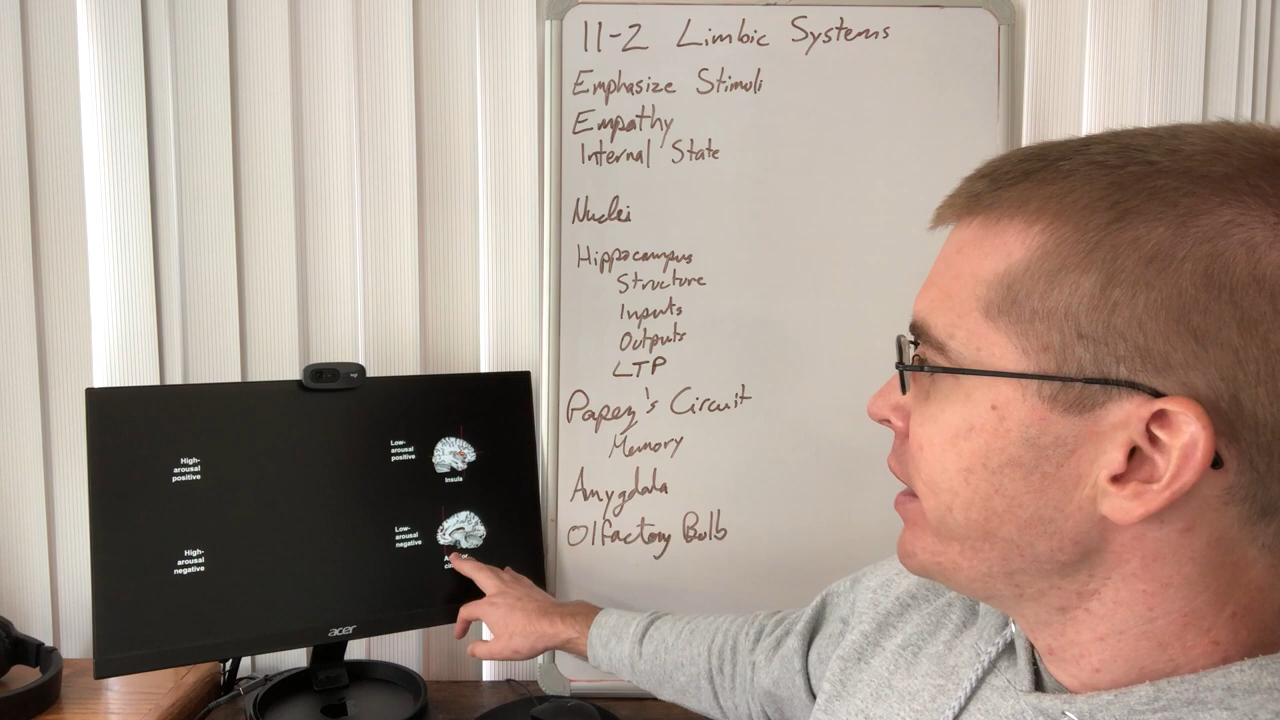 11-2 Limbic Systems
Emphasize Stimuli
Empathy
Internal State
Nuclei
Hippocampus
Structure
Inputs
Outputs
LTP
Papez's Circuit
Memory
Amygdala
Olfactory Bulb
High-
arousal
positive
Low-
arousal
positive
Insula
High-
arousal
negative
Low-
arousal
negative
acer